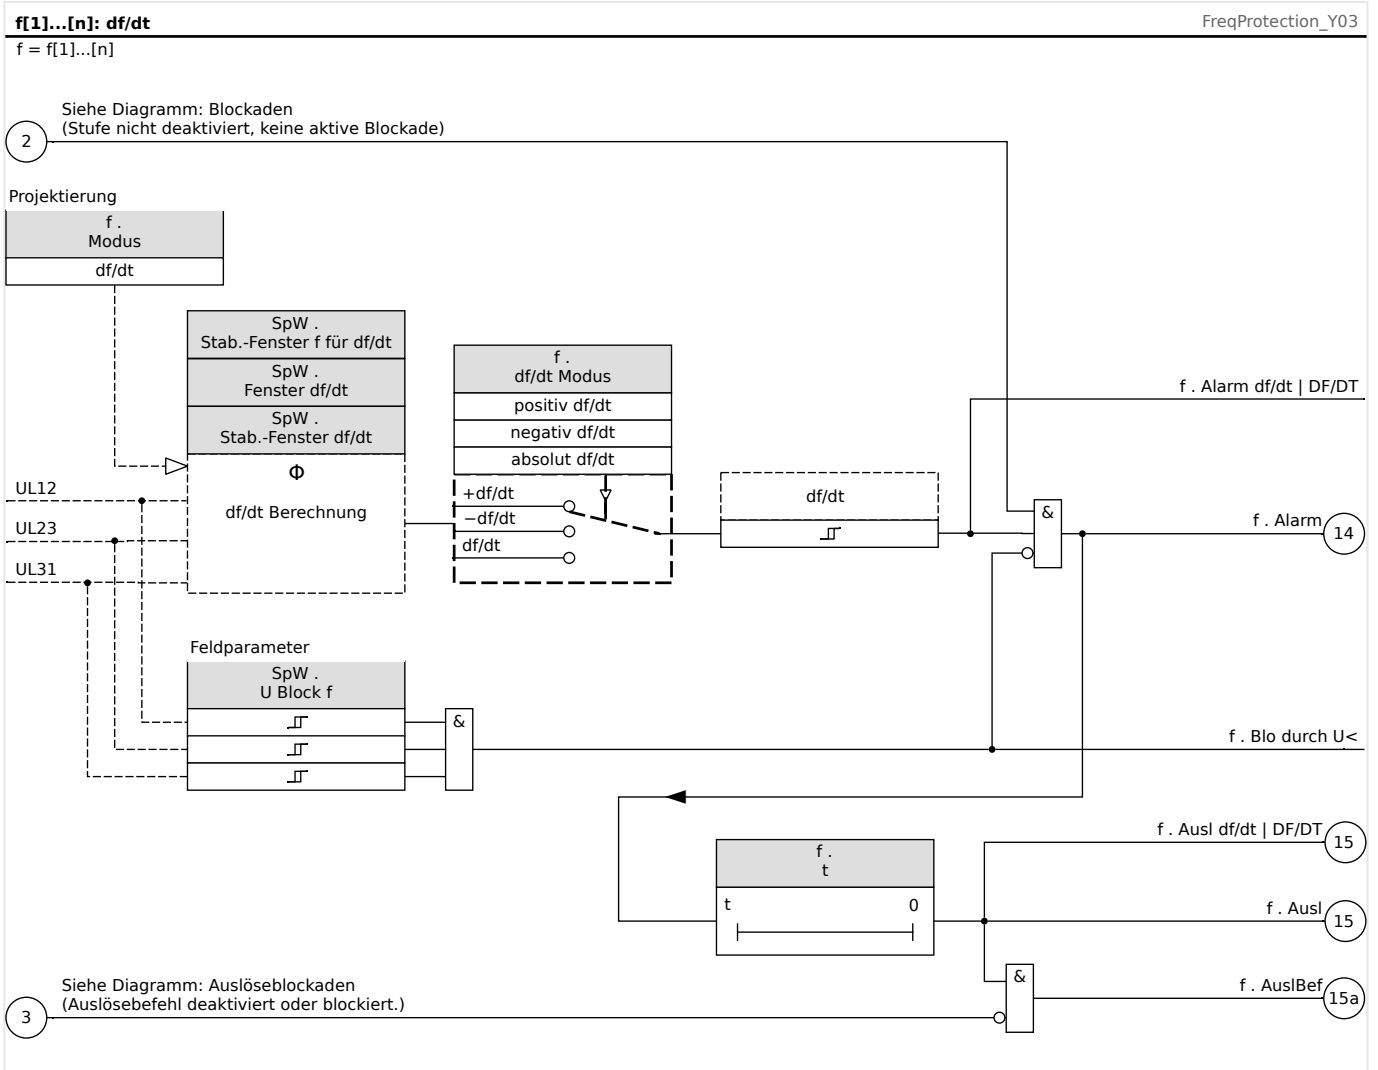 f[1]...[n]: df/dt
FreqProtection_Y03
f = f[1]...[n]
Siehe Diagramm: Blockaden
(Stufe nicht deaktiviert, keine aktive Blockade)
2
Projektierung
f .
Modus
df/dt
SpW .
Stab.-Fenster f für df/dt
SpW .
Fenster df/dt
SpW .
Stab.-Fenster df/dt
Φ
df/dt Berechnung
UL12
UL23
UL31
f .
df/dt Modus
positiv df/dt
negativ df/dt
absolut df/dt
+df/dt
−df/dt
df/dt
df/dt
f . Alarm df/dt | DF/DT
&
f . Alarm
14
Feldparameter
SpW .
U Block f
&
f . Blo durch U<
f .
t
t
0
f . Ausl df/dt | DF/DT
15
f . Ausl
15
Siehe Diagramm: Auslöseblockaden
(Auslösebefehl deaktiviert oder blockiert.)
3
&
f . AuslBef
15a